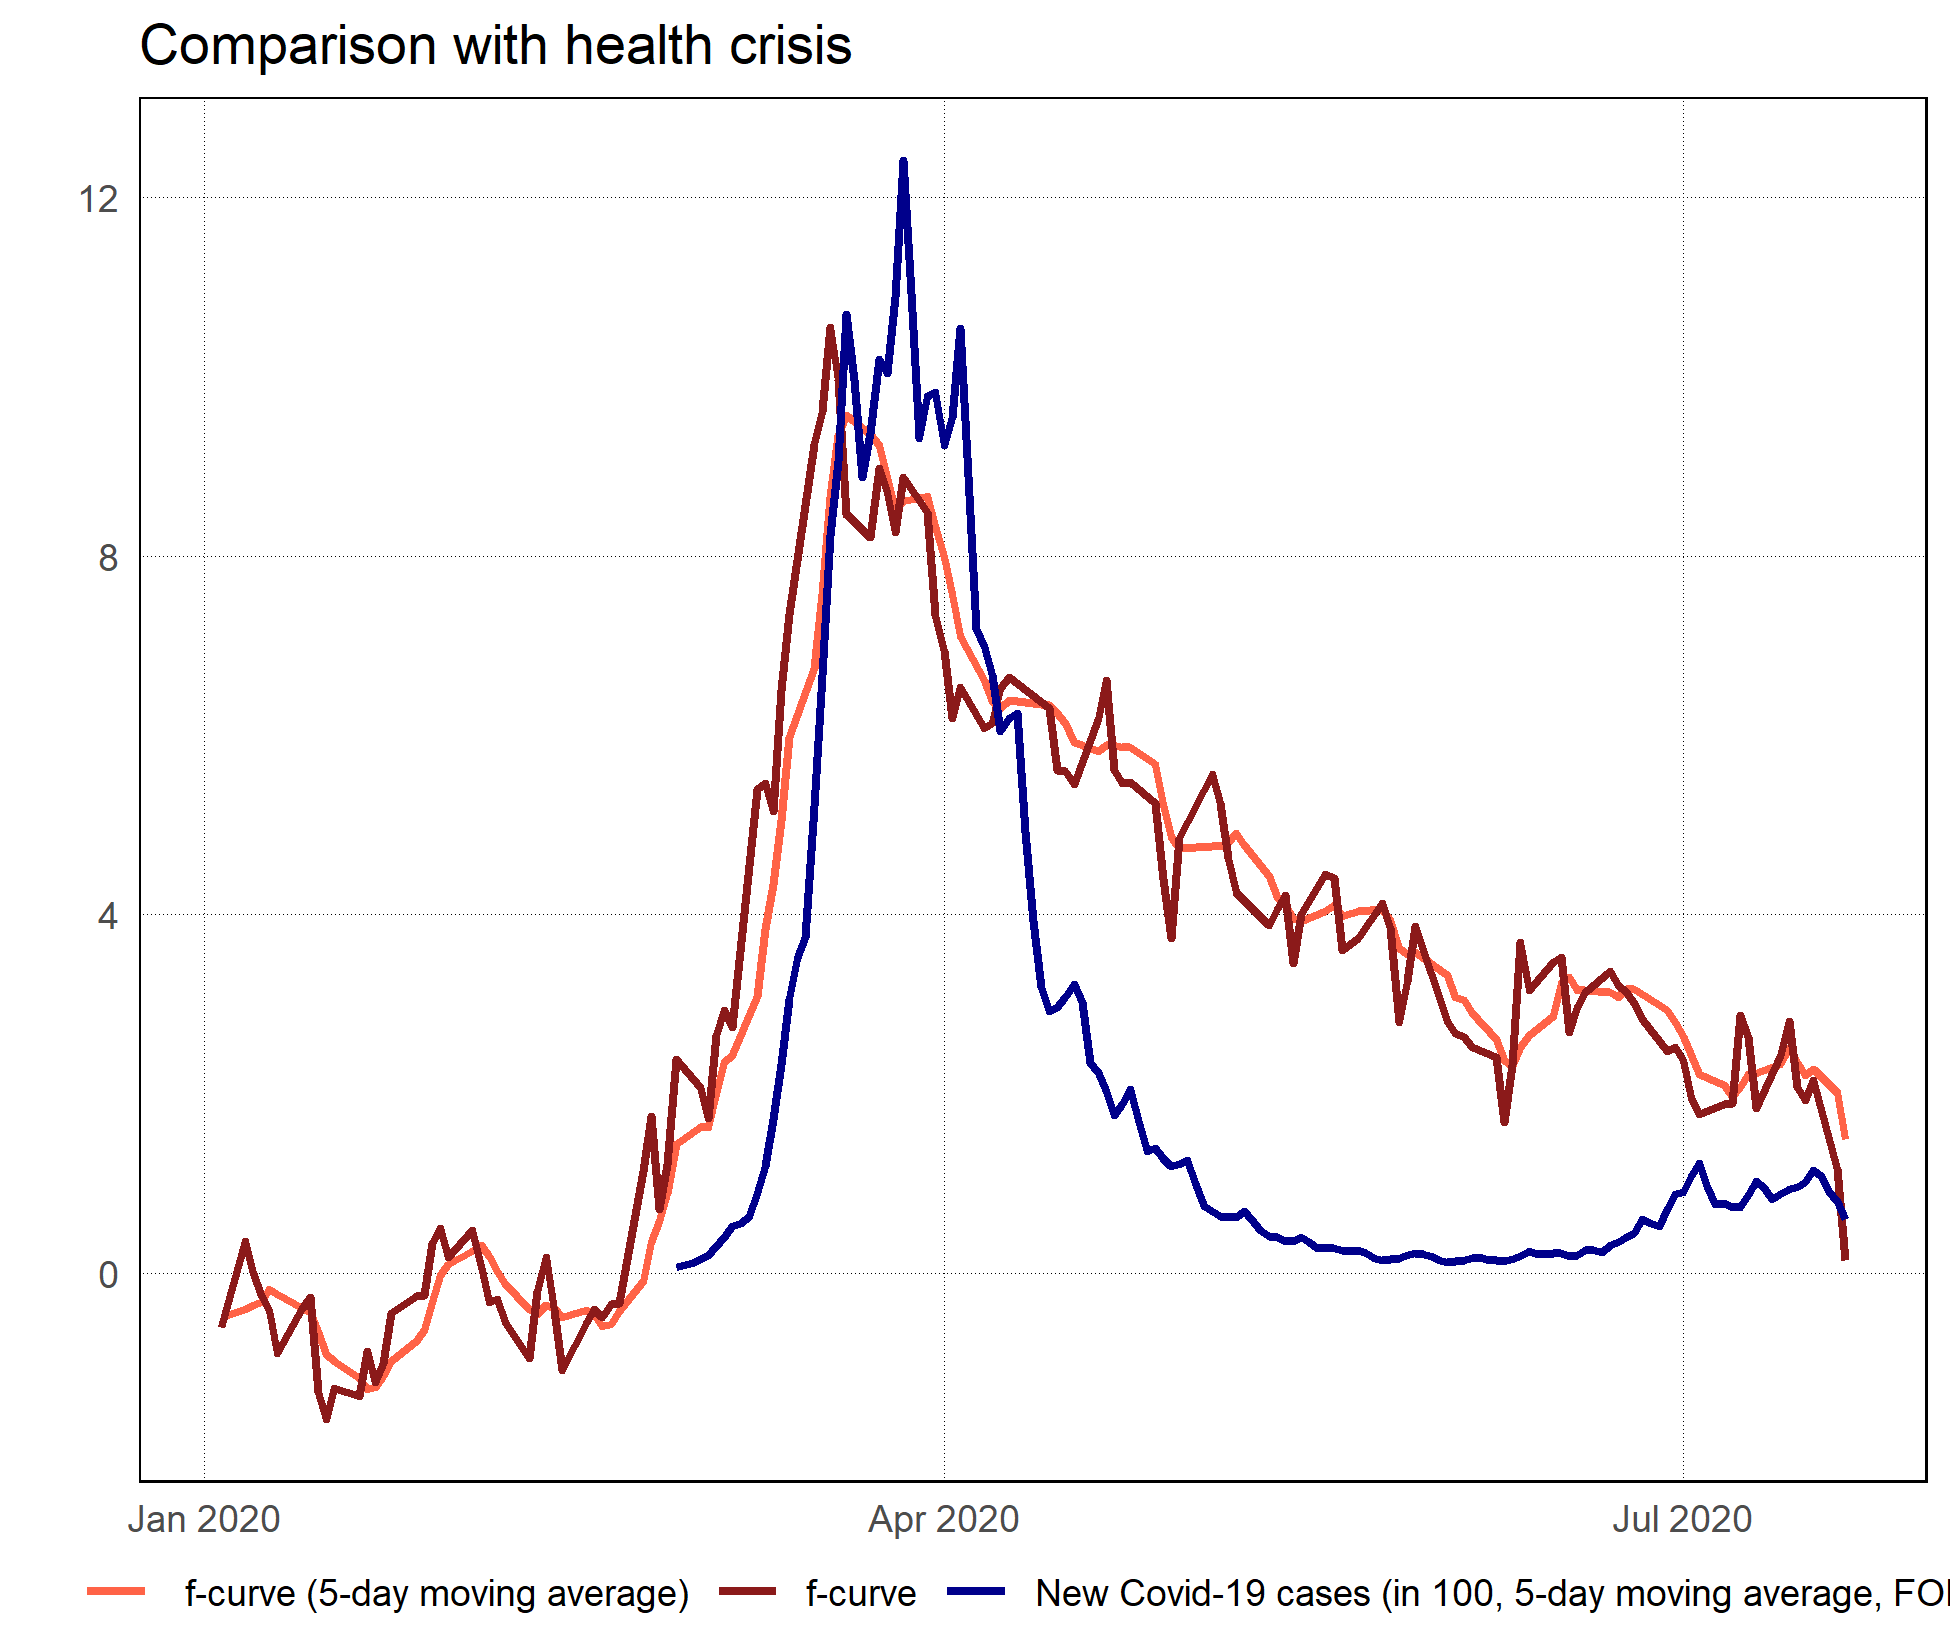 Comparison with health crisis
12
8
4
0
Jan 2020 Apr 2020 Jul 2020
f-curve (5-day moving average) f-curve New Covid-19 cases (in 100, 5-day moving average,